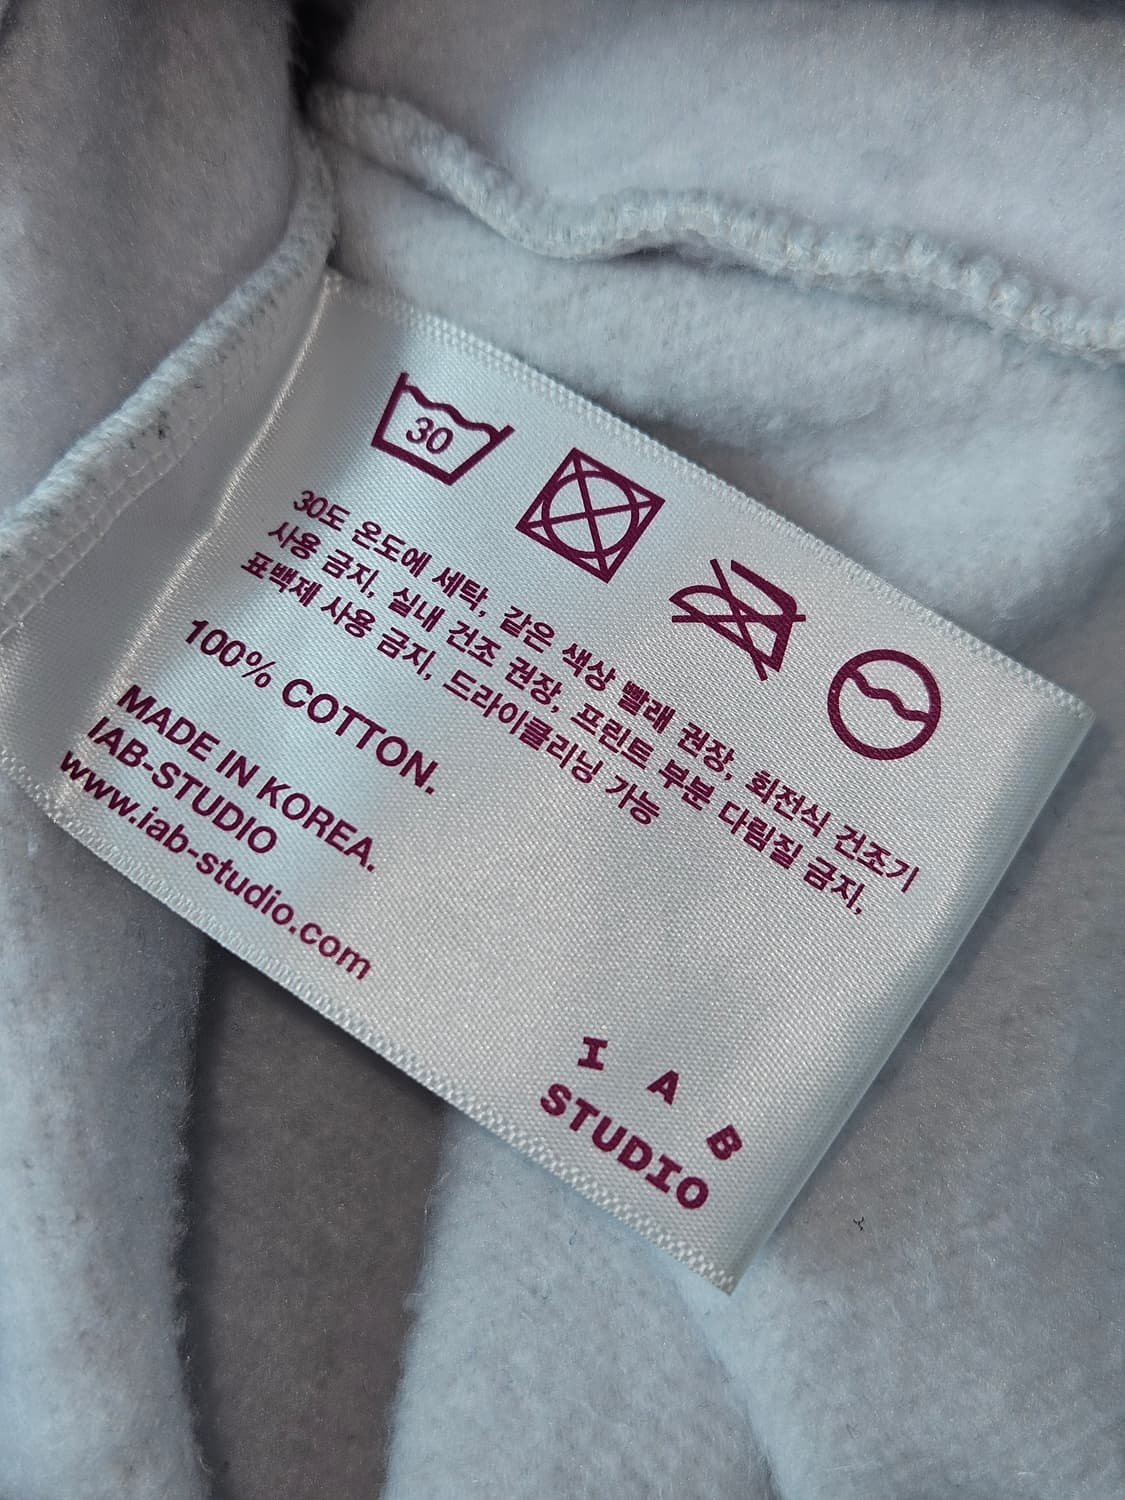 30
30도 온도에 세탁, 같은 색상 빨래 권장, 회전식 건조기
사용 금지, 실내 건조 권장, 프린트 부분 다림질 금지,
표백제 사용 금지, 드라이클리닝 가능
100% COTTON.
MADE IN KOREA.
IAB-STUDIO
www.iab-studio.com
I A B
STUDIO